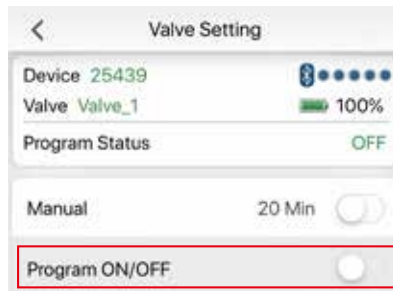 Valve Setting
Device 25439
Valve Valve_1 100%
Program Status OFF
Manual 20 Min
Program ON/OFF